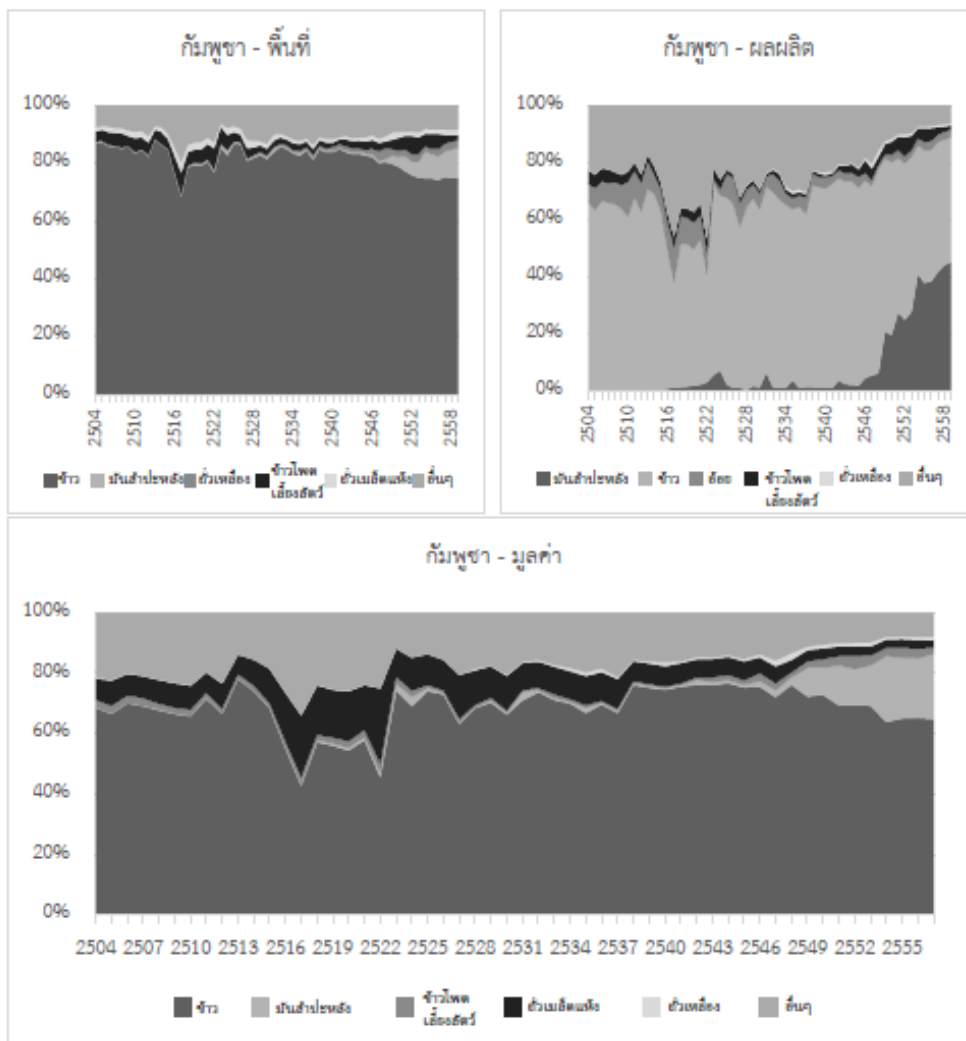 กัมพูชา - พื้นที่
100%
80%
60%
40%
20%
0%
2504 2510 2516 2522 2528 2534 2540 2546 2552 2558
ข้าว มันสำปะหลัง ถั่วเหลือง ข้าวโพด ถั่วเมล็ดแห้ง อื่นๆ
เลี้ยงสัตว์
กัมพูชา - ผลผลิต
100%
80%
60%
40%
20%
0%
2504 2510 2516 2522 2528 2534 2540 2546 2552 2558
มันสำปะหลัง ข้าว อ้อย ข้าวโพด ถั่วเหลือง อื่นๆ
เลี้ยงสัตว์
กัมพูชา - มูลค่า
100%
80%
60%
40%
20%
0%
2504 2507 2510 2513 2516 2519 2522 2525 2528 2531 2534 2537 2540 2543 2546 2549 2552 2555
ข้าว มันสำปะหลัง ข้าวโพด ถั่วเมล็ดแห้ง ถั่วเหลือง อื่นๆ
เลี้ยงสัตว์